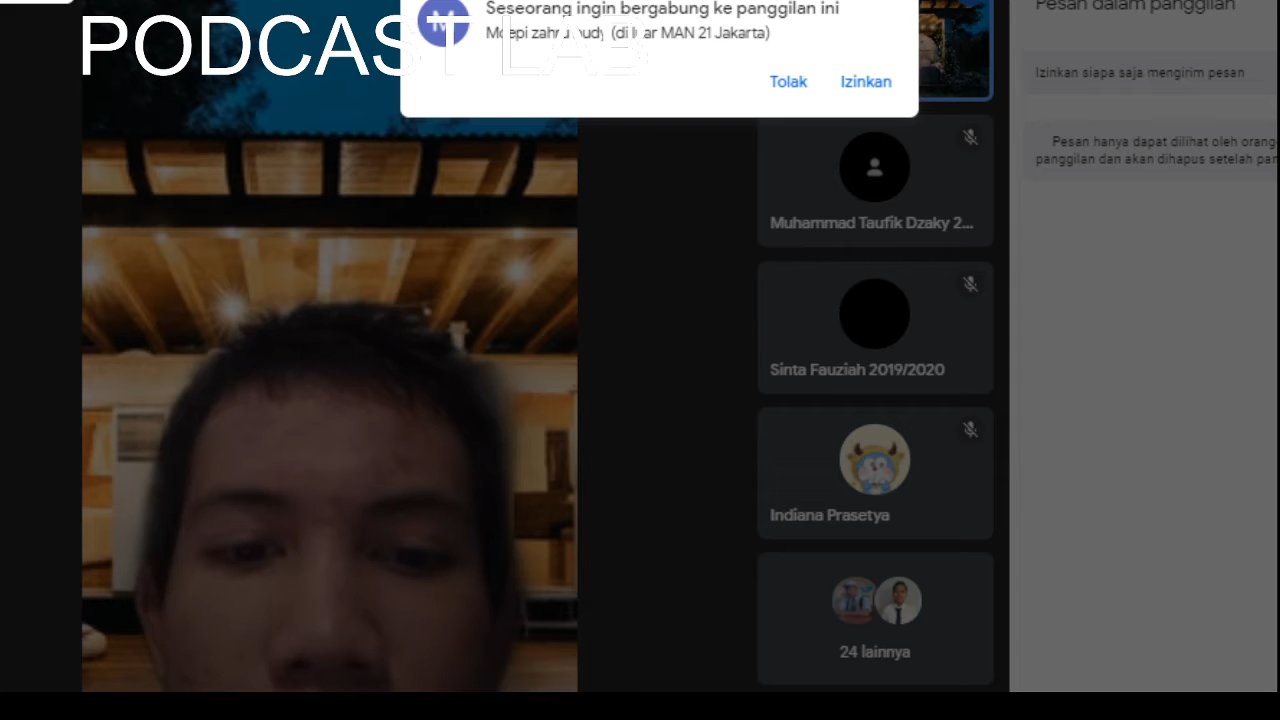 PODCAST LAB
Seseorang ingin bergabung ke panggilan ini
(di luar MAN 21 Jakarta)
Tolak
Izinkan
Pesan dalam panggilan
Izinkan siapa saja mengirim pesan
Pesan hanya dapat dilihat oleh orang
panggilan dan akan dihapus setelah
Muhammad Taufik Dzaky 2...
Sinta Fauziah 2019/2020
Indiana Prasetya
24 lainnya